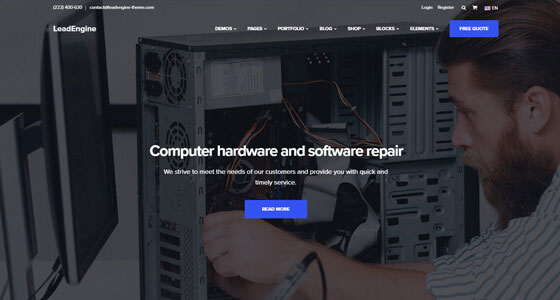 (222) 400-630 | contact@leadengine-theme.com Login Register EN
LeadEngine DEMOS PAGES PORTFOLIO BLOG SHOP BLOCKS ELEMENTS FREE QUOTE
Computer hardware and software repair
We strive to meet the needs of our customers and provide you with quick and
timely service.
READ MORE